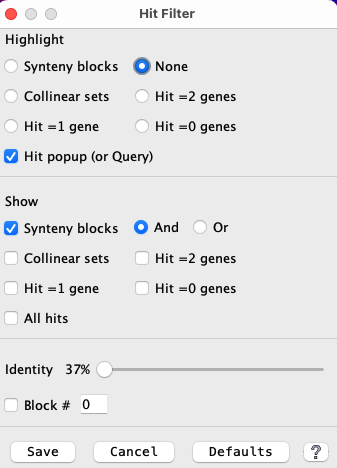 Hit Filter
Highlight
Synteny blocks None
Collinear sets Hit =2 genes
Hit =1 gene Hit =0 genes
Hit popup (or Query)
Show
Synteny blocks And Or
Collinear sets Hit =2 genes
Hit =1 gene Hit =0 genes
All hits
Identity 37%
Block # 0
Save Cancel Defaults ?